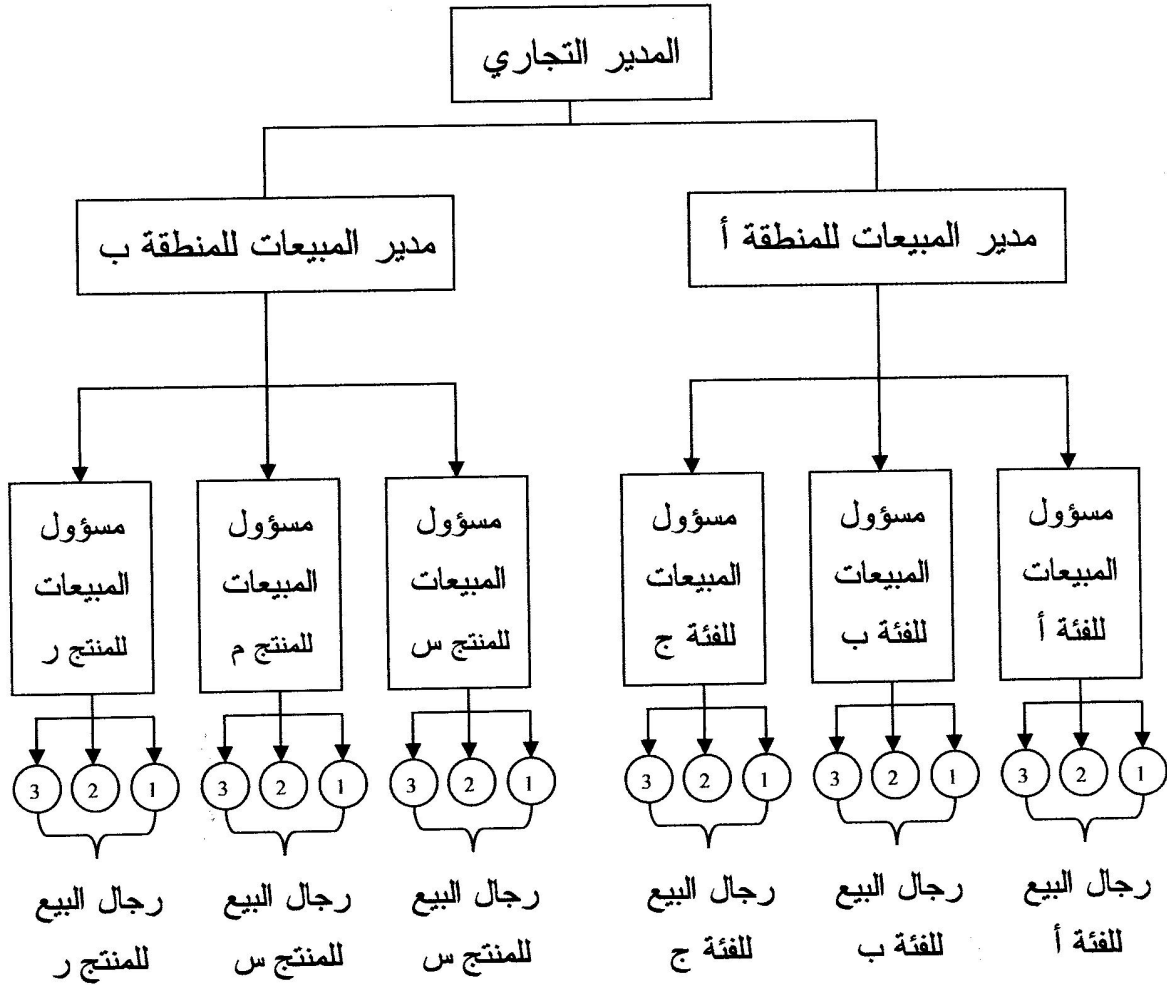 المدير التجاري
مدير المبيعات للمنطقة أ
مدير المبيعات للمنطقة ب
مسؤول
المبيعات
للفئة أ
مسؤول
المبيعات
للفئة ب
مسؤول
المبيعات
للفئة ج
مسؤول
المبيعات
للمنتج س
مسؤول
المبيعات
للمنتج م
مسؤول
المبيعات
للمنتج ر
1 2 3
1 2 3
1 2 3
1 2 3
1 2 3
1 2 3
رجال البيع
للفئة أ
رجال البيع
للفئة ب
رجال البيع
للفئة ج
رجال البيع
للمنتج س
رجال البيع
للمنتج س
رجال البيع
للمنتج ر